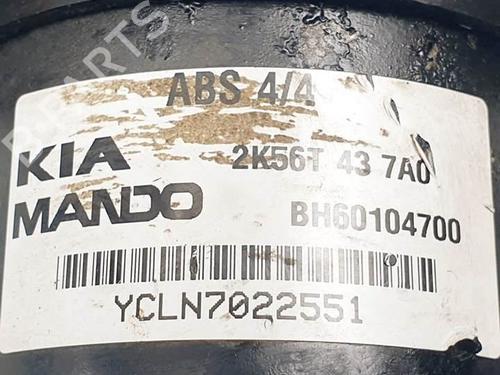 ABS 4/4
KIA 2K56T 43 7A0
MANDO BH60104700
YCLN7022551